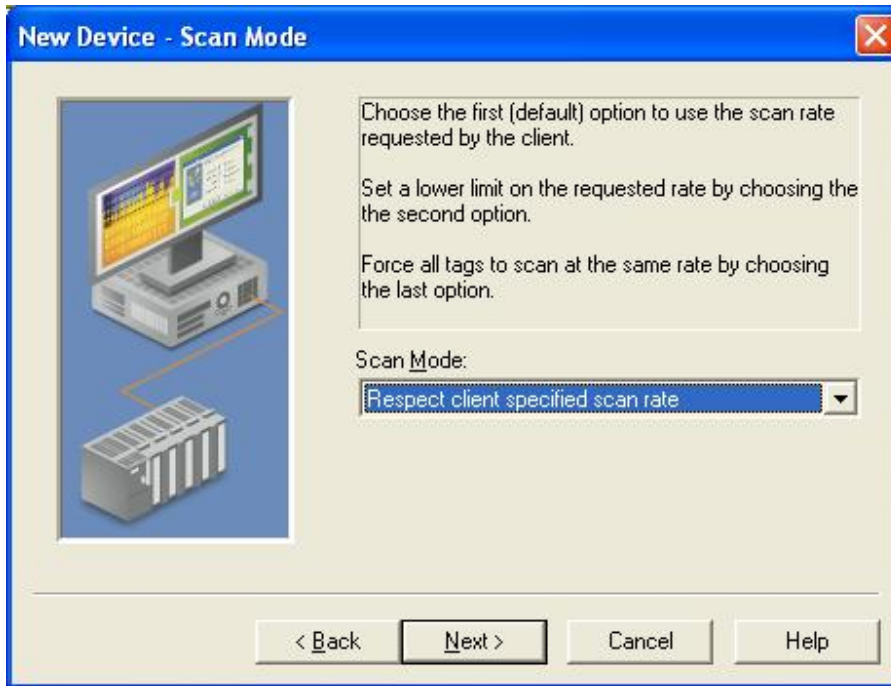 New Device - Scan Mode
Choose the first (default) option to use the scan rate
requested by the client.
Set a lower limit on the requested rate by choosing the
the second option.
Force all tags to scan at the same rate by choosing
the last option.
Scan Mode:
Respect client specified scan rate
< Back Next > Cancel Help